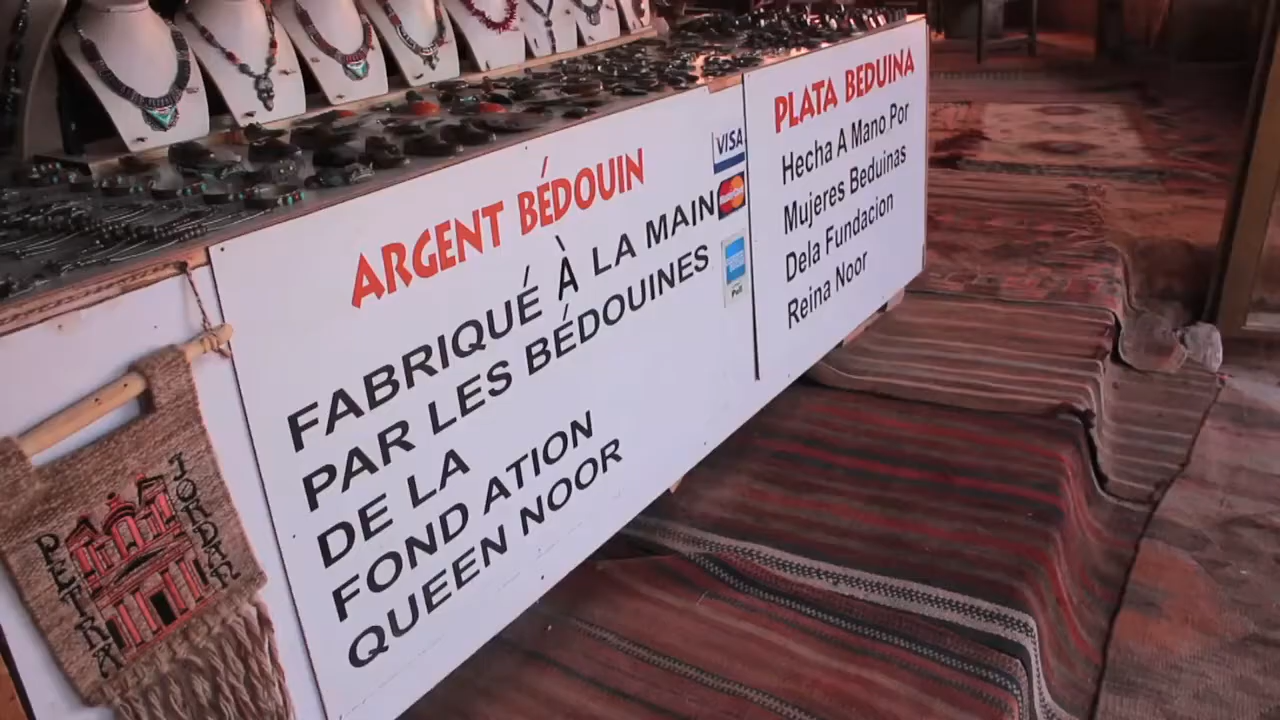 ARGENT BÉDOUIN
FABRIQUÉ À LA MAIN
PAR LES BÉDOUINES
DE LA
FOND ATION
QUEEN NOOR
VISA
MasterCard
PLATA BEDUINA
Hecha A Mano Por
Mujeres Beduinas
Dela Fundacion
Reina Noor
PETRA
JORDAN